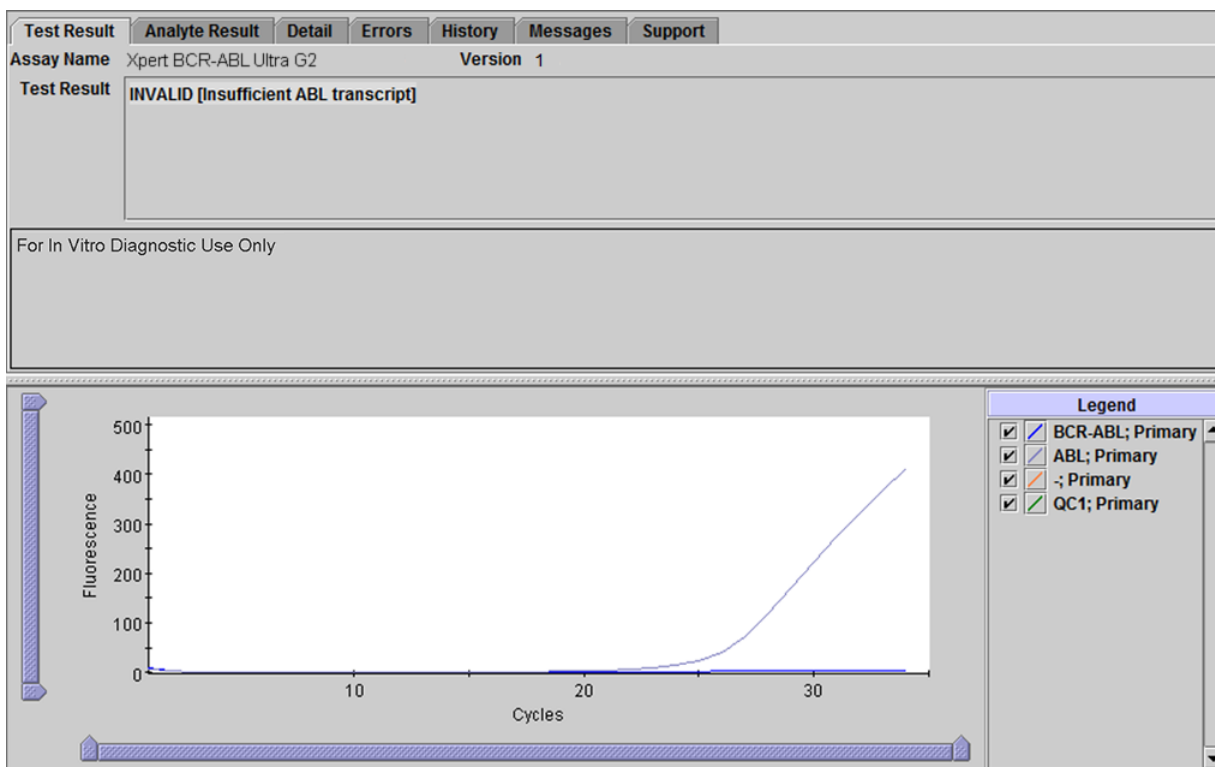 Test Result Analyte Result Detail Errors History Messages Support
Assay Name Xpert BCR-ABL Ultra G2 Version 1
Test Result INVALID [Insufficient ABL transcript]
For In Vitro Diagnostic Use Only
500
400
300
200
100
0
Fluorescence
10 20 30
Cycles
Legend
BCR-ABL; Primary
ABL; Primary
-; Primary
QC1; Primary